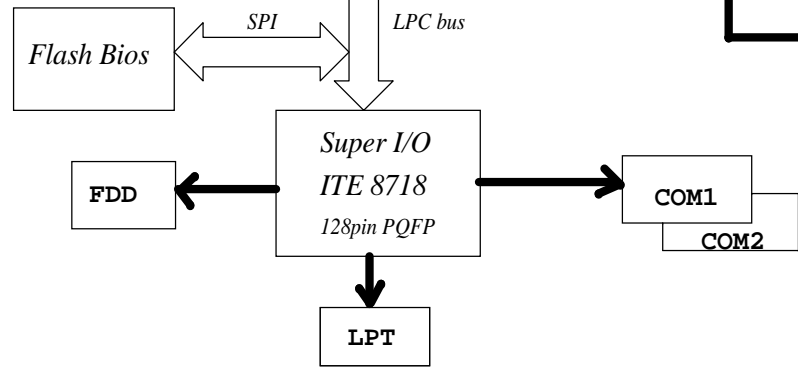 SPI
LPC bus
Flash Bios
Super I/O
ITE 8718
128pin PQFP
FDD
COM1
COM2
LPT